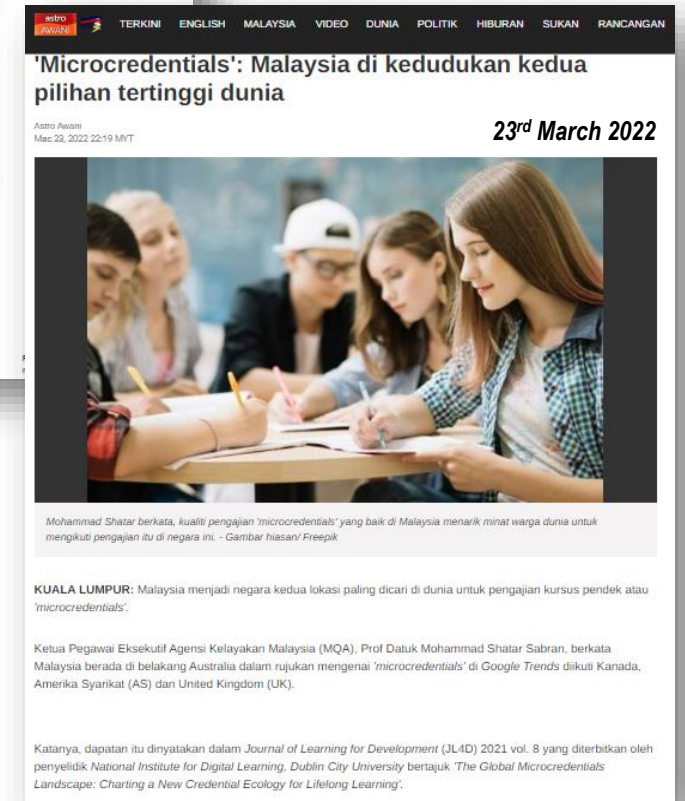 astro
AWANI
TERKINI ENGLISH MALAYSIA VIDEO DUNIA POLITIK HIBURAN SUKAN RANCANGAN
'Microcredentials': Malaysia di kedudukan kedua
pilihan tertinggi dunia
Astro Awani
Mac 23, 2022 22:19 MYT
23rd March 2022
Mohammad Shatar berkata, kualiti pengajian 'microcredentials' yang baik di Malaysia menarik minat warga dunia untuk
mengikuti pengajian itu di negara ini. - Gambar hiasan/ Freepik
KUALA LUMPUR: Malaysia menjadi negara kedua lokasi paling dicari di dunia untuk pengajian kursus pendek atau
'microcredentials'.
Ketua Pegawai Eksekutif Agensi Kelayakan Malaysia (MQA), Prof Datuk Mohammad Shatar Sabran, berkata
Malaysia berada di belakang Australia dalam rujukan mengenai 'microcredentials' di Google Trends diikuti Kanada,
Amerika Syarikat (AS) dan United Kingdom (UK).
Katanya, dapatan itu dinyatakan dalam Journal of Learning for Development (JL4D) 2021 vol. 8 yang diterbitkan oleh
penyelidik National Institute for Digital Learning, Dublin City University bertajuk 'The Global Microcredentials
Landscape: Charting a New Credential Ecology for Lifelong Learning'.